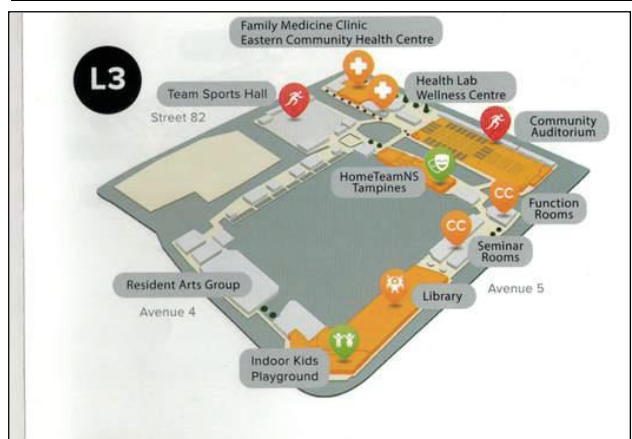 Family Medicine Clinic
Eastern Community Health Centre
L3
Team Sports Hall
Street 82
Health Lab
Wellness Centre
Community
Auditorium
HomeTeamNS
Tampines
CC
Function
Rooms
CC
Seminar
Rooms
Resident Arts Group
Avenue 4
Library
Avenue 5
Indoor Kids
Playground